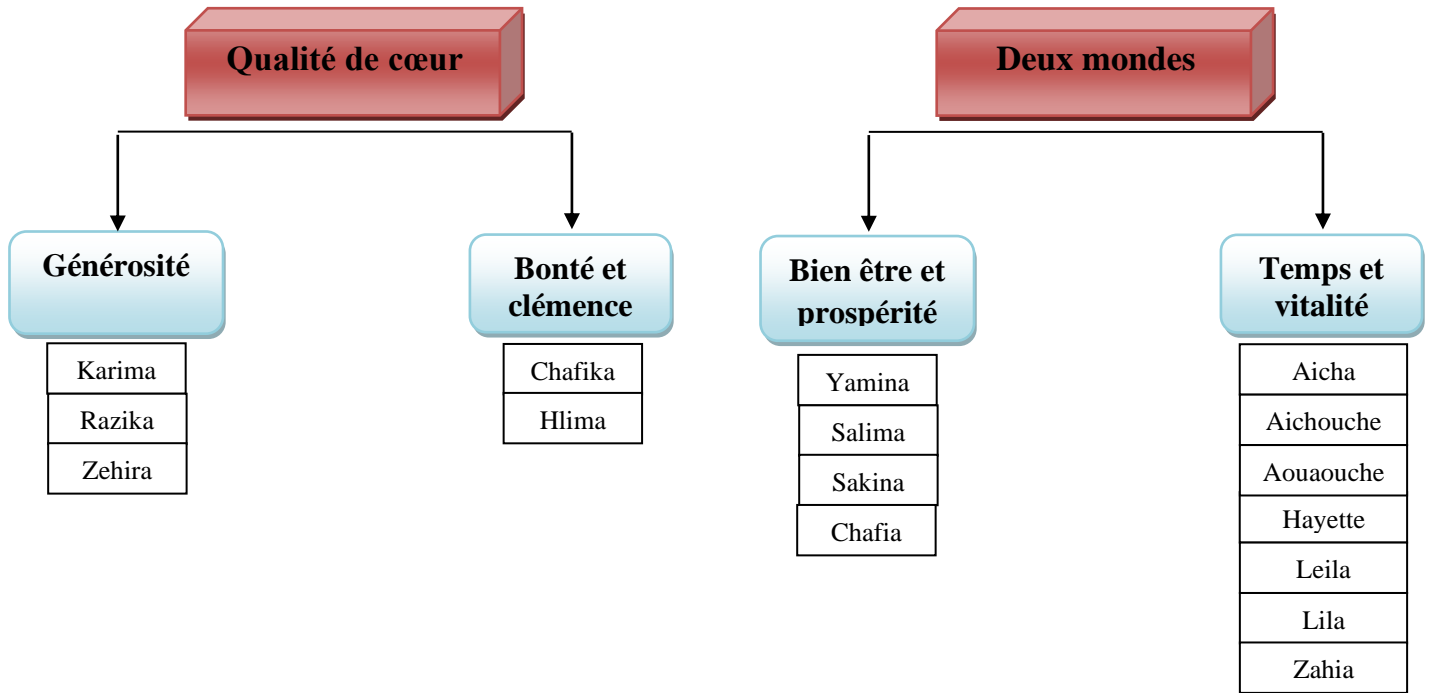 Qualité de cœur
Deux mondes
Générosité
Bonté et
clémence
Bien être et
prospérité
Temps et
vitalité
Karima
Razika
Zehira
Chafika
Hlima
Yamina
Salima
Sakina
Chafia
Aicha
Aichouche
Aouaouche
Hayette
Leila
Lila
Zahia